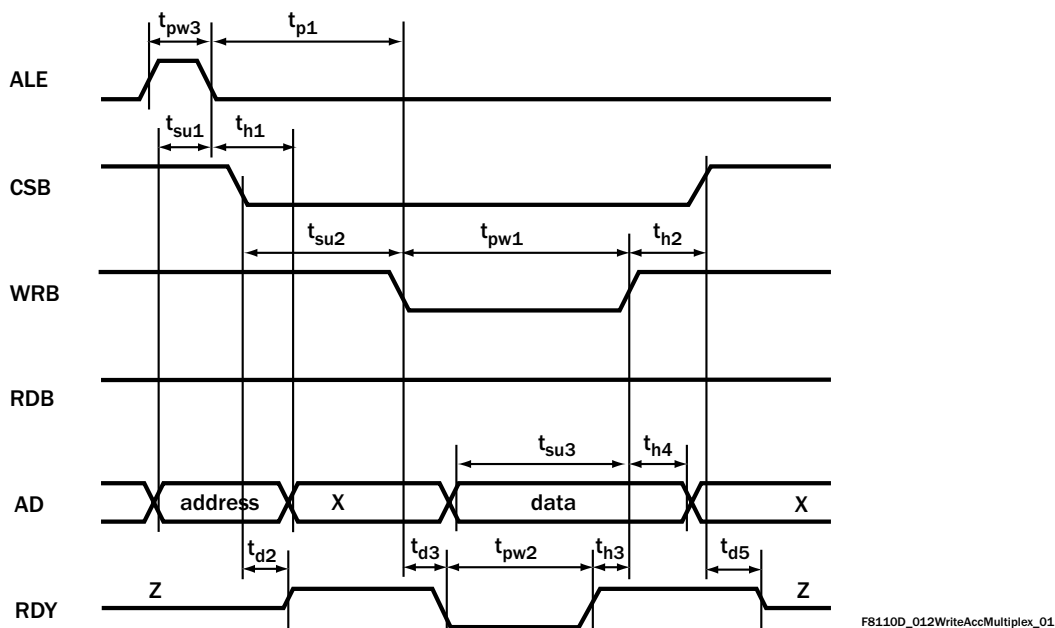 tpw3 tp1
ALE
tsu1 th1
CSB
tsu2 tpw1 th2
WRB
RDB
tsu3 th4
AD address X data X
td2 td3 tpw2 th3 td5
Z Z
RDY
F8110D_012WriteAccMultiplex_01